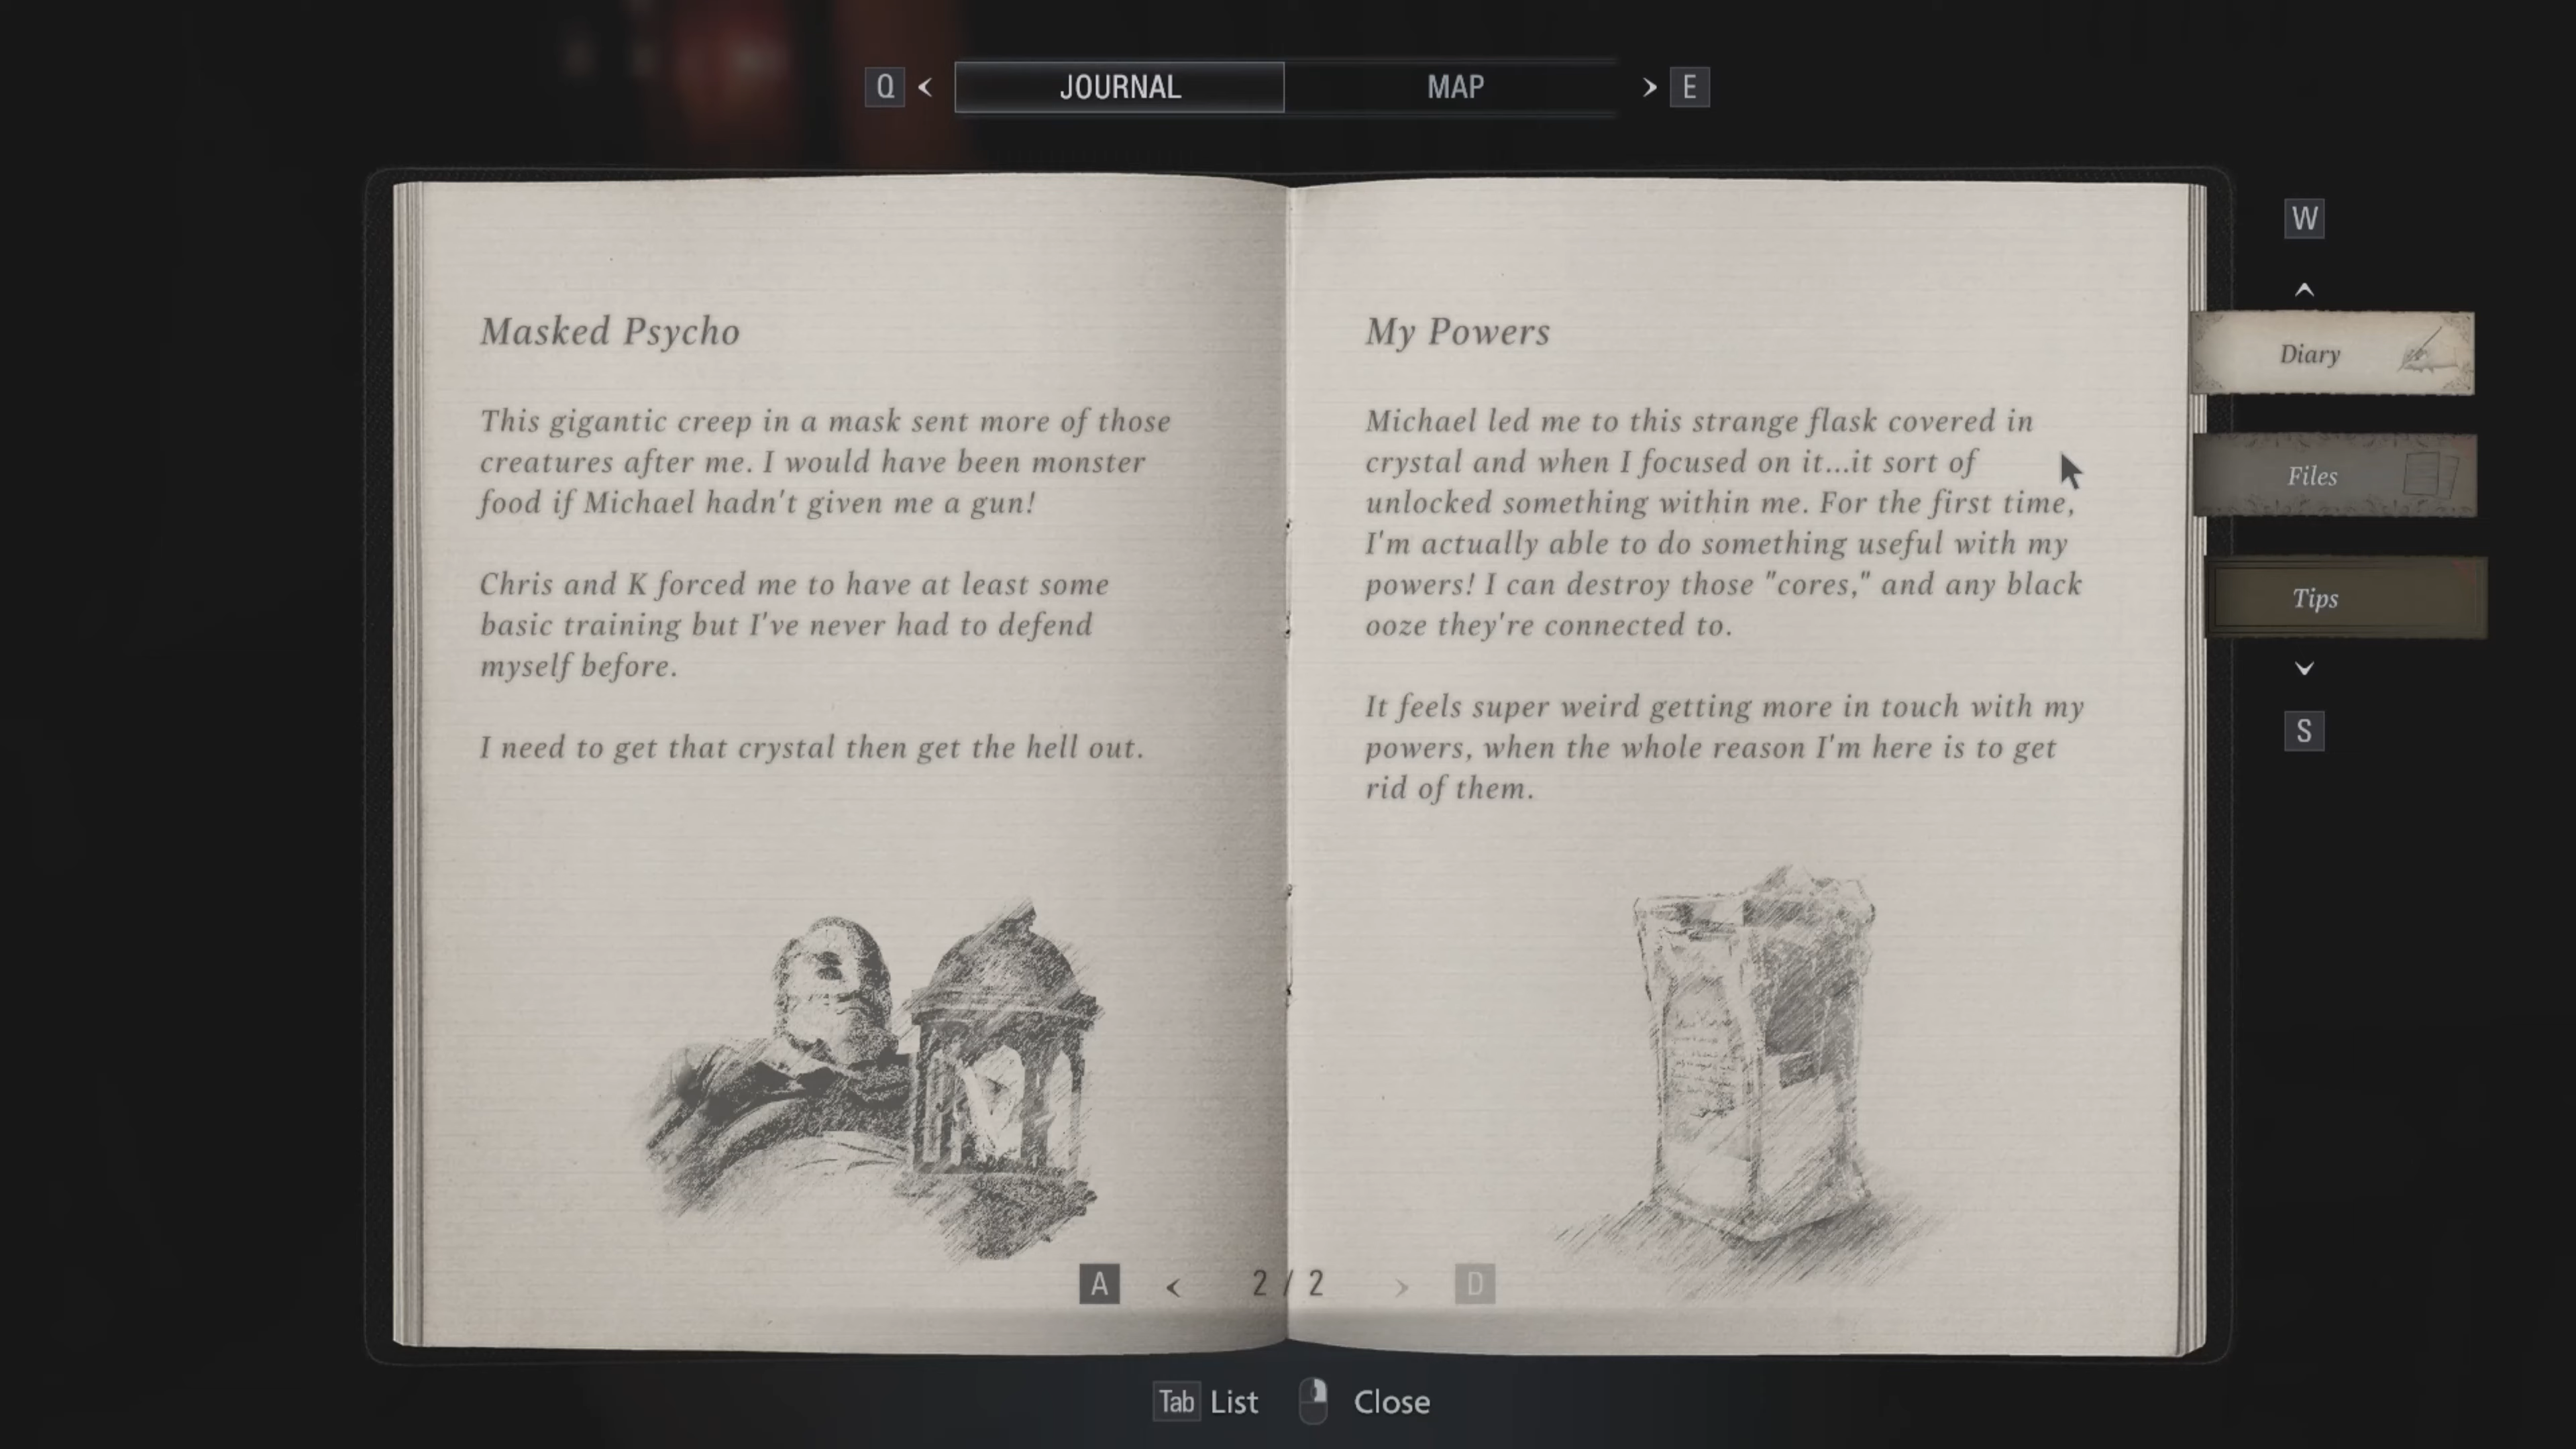 Q < JOURNAL MAP > E
W
Diary
Files
Tips
S
Masked Psycho
This gigantic creep in a mask sent more of those
creatures after me. I would have been monster
food if Michael hadn't given me a gun!
Chris and K forced me to have at least some
basic training but I've never had to defend
myself before.
I need to get that crystal then get the hell out.
My Powers
Michael led me to this strange flask covered in
crystal and when I focused on it...it sort of
unlocked something within me. For the first time,
I'm actually able to do something useful with my
powers! I can destroy those "cores," and any black
ooze they're connected to.
It feels super weird getting more in touch with my
powers, when the whole reason I'm here is to get
rid of them.
A < 2 / 2 > D
Tab List Close